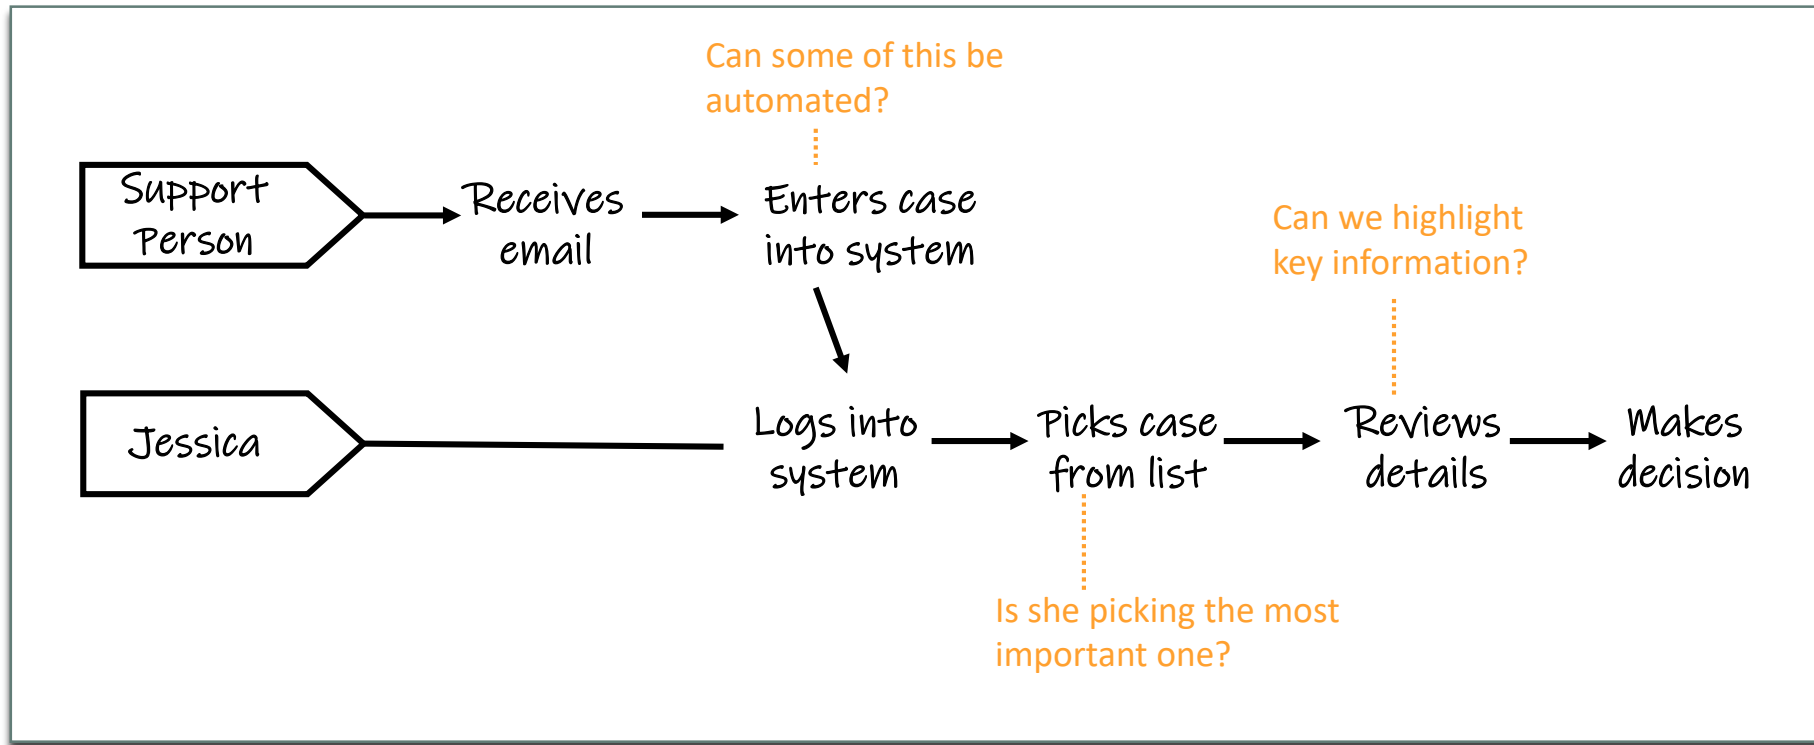 Can some of this be
automated?
Support
Person
Receives
email
Enters case
into system
Can we highlight
key information?
Jessica
Logs into
system
Picks case
from list
Reviews
details
Makes
decision
Is she picking the most
important one?